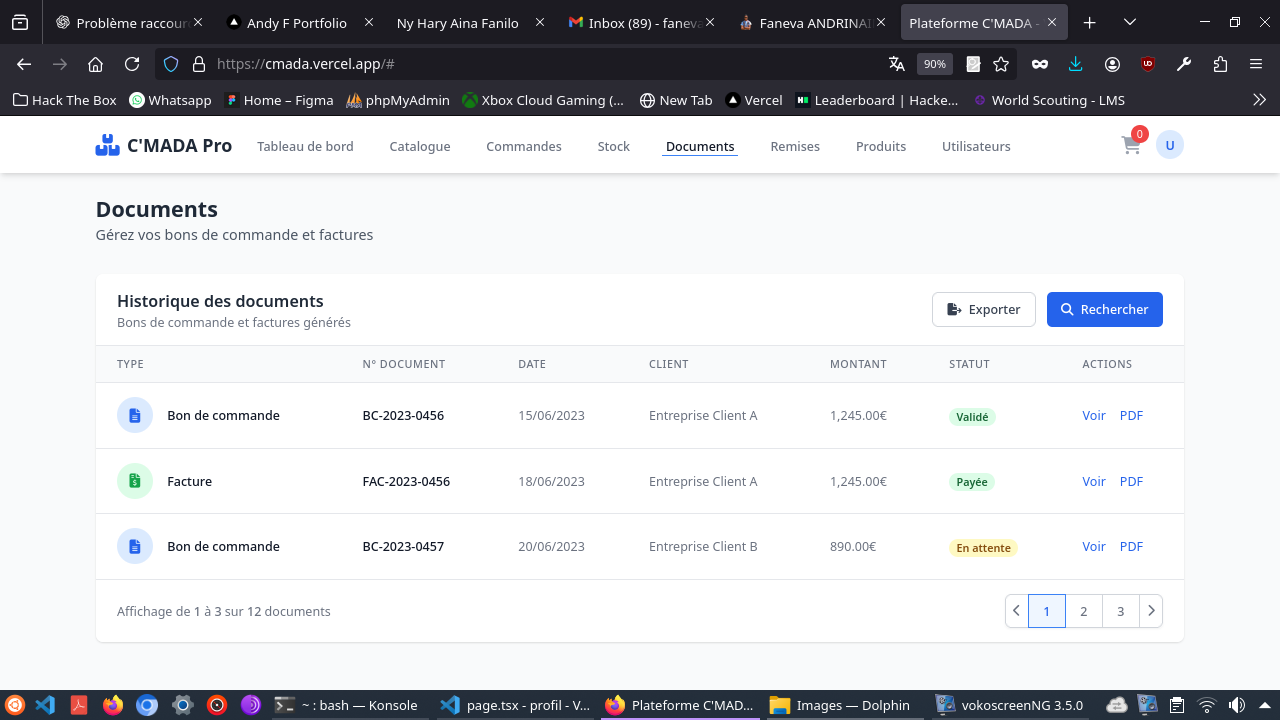 Problème raccour
Andy F Portfolio
Ny Hary Aina Fanilo
Inbox (89) - faneva
Faneva ANDRINAI
Plateforme C'MADA -
https://cmada.vercel.app/#
90%
Hack The Box
Whatsapp
Home – Figma
phpMyAdmin
Xbox Cloud Gaming (...
New Tab
Vercel
Leaderboard | Hacke...
World Scouting - LMS
C'MADA Pro
Tableau de bord
Catalogue
Commandes
Stock
Documents
Remises
Produits
Utilisateurs
0
U
Documents
Gérez vos bons de commande et factures
Historique des documents
Bons de commande et factures générés
Exporter
Rechercher
TYPE N° DOCUMENT DATE CLIENT MONTANT STATUT ACTIONS
Bon de commande BC-2023-0456 15/06/2023 Entreprise Client A 1,245.00€ Validé Voir PDF
Facture FAC-2023-0456 18/06/2023 Entreprise Client A 1,245.00€ Payée Voir PDF
Bon de commande BC-2023-0457 20/06/2023 Entreprise Client B 890.00€ En attente Voir PDF
Affichage de 1 à 3 sur 12 documents
1 2 3
~ : bash — Konsole
page.tsx - profil - V...
Plateforme C'MAD...
Images — Dolphin
vokoscreenNG 3.5.0